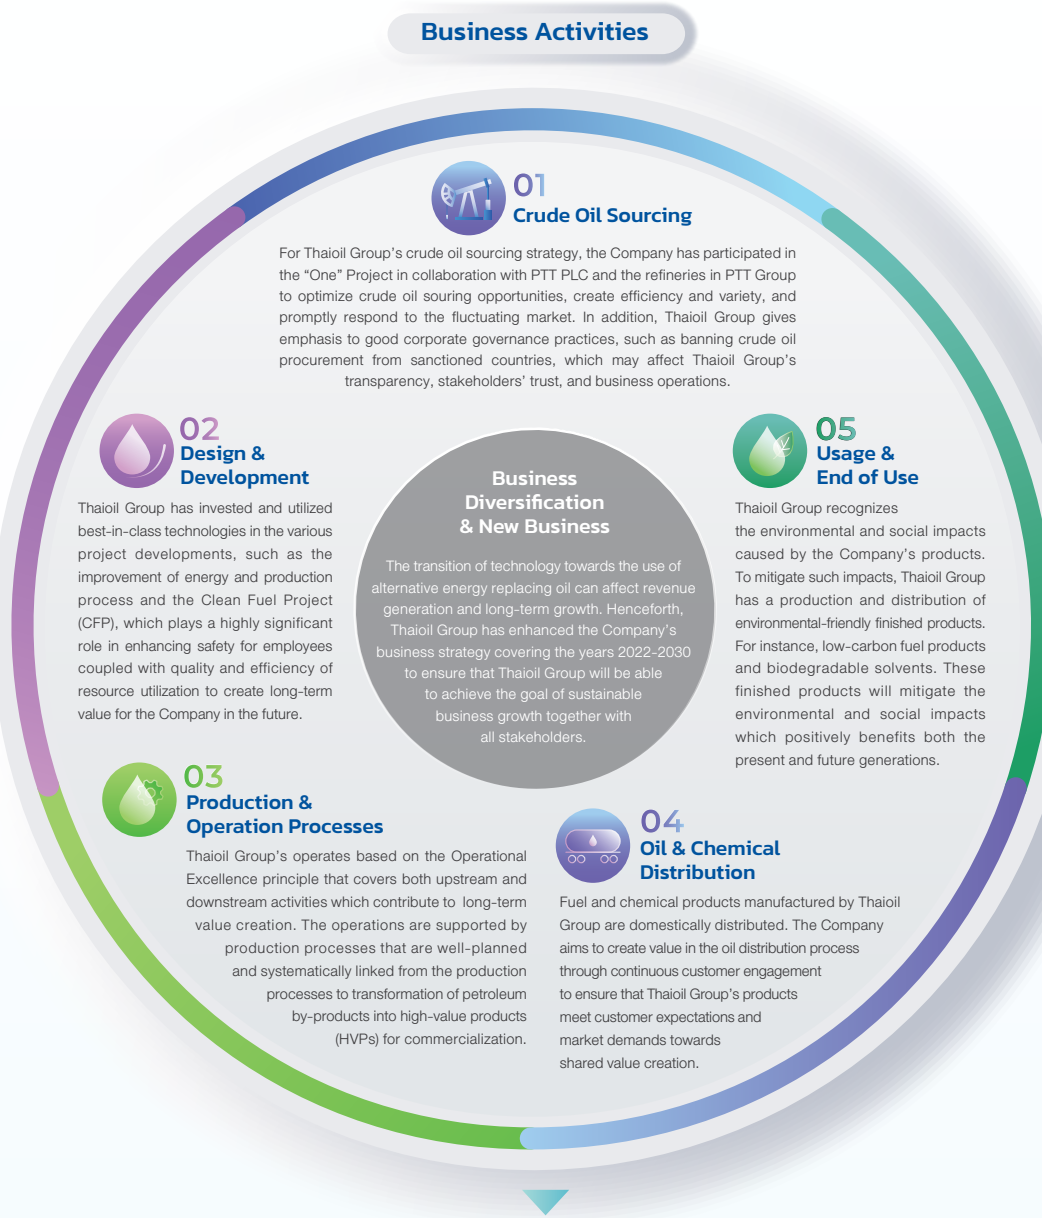 Business Activities
01
Crude Oil Sourcing
For Thaioil Group's crude oil sourcing strategy, the Company has participated in
the “One” Project in collaboration with PTT PLC and the refineries in PTT Group
to optimize crude oil souring opportunities, create efficiency and variety, and
promptly respond to the fluctuating market. In addition, Thaioil Group gives
emphasis to good corporate governance practices, such as banning crude oil
procurement from sanctioned countries, which may affect Thaioil Group's
transparency, stakeholders' trust, and business operations.
02
Design &
Development
Thaioil Group has invested and utilized
best-in-class technologies in the various
project developments, such as the
improvement of energy and production
process and the Clean Fuel Project
(CFP), which plays a highly significant
role in enhancing safety for employees
coupled with quality and efficiency of
resource utilization to create long-term
value for the Company in the future.
Business
Diversification
& New Business
The transition of technology towards the use of
alternative energy replacing oil can affect revenue
generation and long-term growth. Henceforth,
Thaioil Group has enhanced the Company's
business strategy covering the years 2022-2030
to ensure that Thaioil Group will be able
to achieve the goal of sustainable
business growth together with
all stakeholders.
05
Usage &
End of Use
Thaioil Group recognizes
the environmental and social impacts
caused by the Company's products.
To mitigate such impacts, Thaioil Group
has a production and distribution of
environmental-friendly finished products.
For instance, low-carbon fuel products
and biodegradable solvents. These
finished products will mitigate the
environmental and social impacts
which positively benefits both the
present and future generations.
03
Production &
Operation Processes
Thaioil Group's operates based on the Operational
Excellence principle that covers both upstream and
downstream activities which contribute to long-term
value creation. The operations are supported by
production processes that are well-planned
and systematically linked from the production
processes to transformation of petroleum
by-products into high-value products
(HVPs) for commercialization.
04
Oil & Chemical
Distribution
Fuel and chemical products manufactured by Thaioil
Group are domestically distributed. The Company
aims to create value in the oil distribution process
through continuous customer engagement
to ensure that Thaioil Group's products
meet customer expectations and
market demands towards
shared value creation.